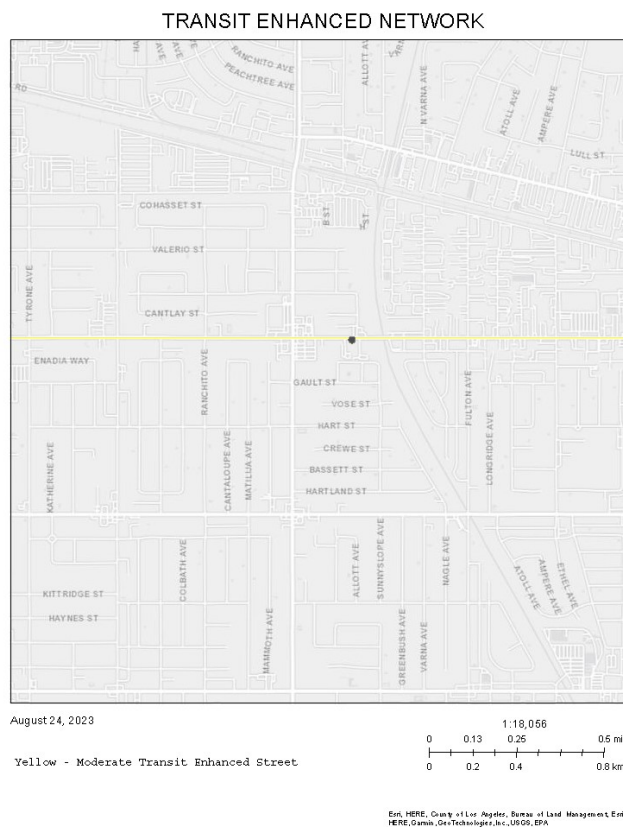 TRANSIT ENHANCED NETWORK
HA
AVE
AVE
RANCHITO AVE
PEACHTREE AVE
ALLOTT AV
N VARNA AVE
ATOLL AVE
AMPERE AVE
LULL ST
RD
COHASSET ST
B ST
ST
VALERIO ST
TYRONE AVE
CANTLAY ST
ENADIA WAY
RANCHITO AVE
GAULT ST
VOSE ST
FULTON AVE
HART ST
LONGRIDGE AVE
CREWE ST
KATHERINE AVE
CANTALOUPE AVE
MATILIJA AVE
BASSETT ST
HARTLAND ST
COLBATH AVE
ALLOTT AVE
SUNNYSLOPE AVE
NAGLE AVE
ATOLL AVE
AMPERE AVE
ETHEL AVE
KITTRIDGE ST
HAYNES ST
MAMMOTH AVE
GREENBUSH AVE
VARNA AVE
August 24, 2023
1:18,056
0 0.13 0.25 0.5 mi
0 0.2 0.4 0.8 km
Yellow - Moderate Transit Enhanced Street
Esri, HERE, County of Los Angeles, Bureau of Land Management, Esri
HERE, Garmin, GeoTechnologies, Inc., USGS, EPA